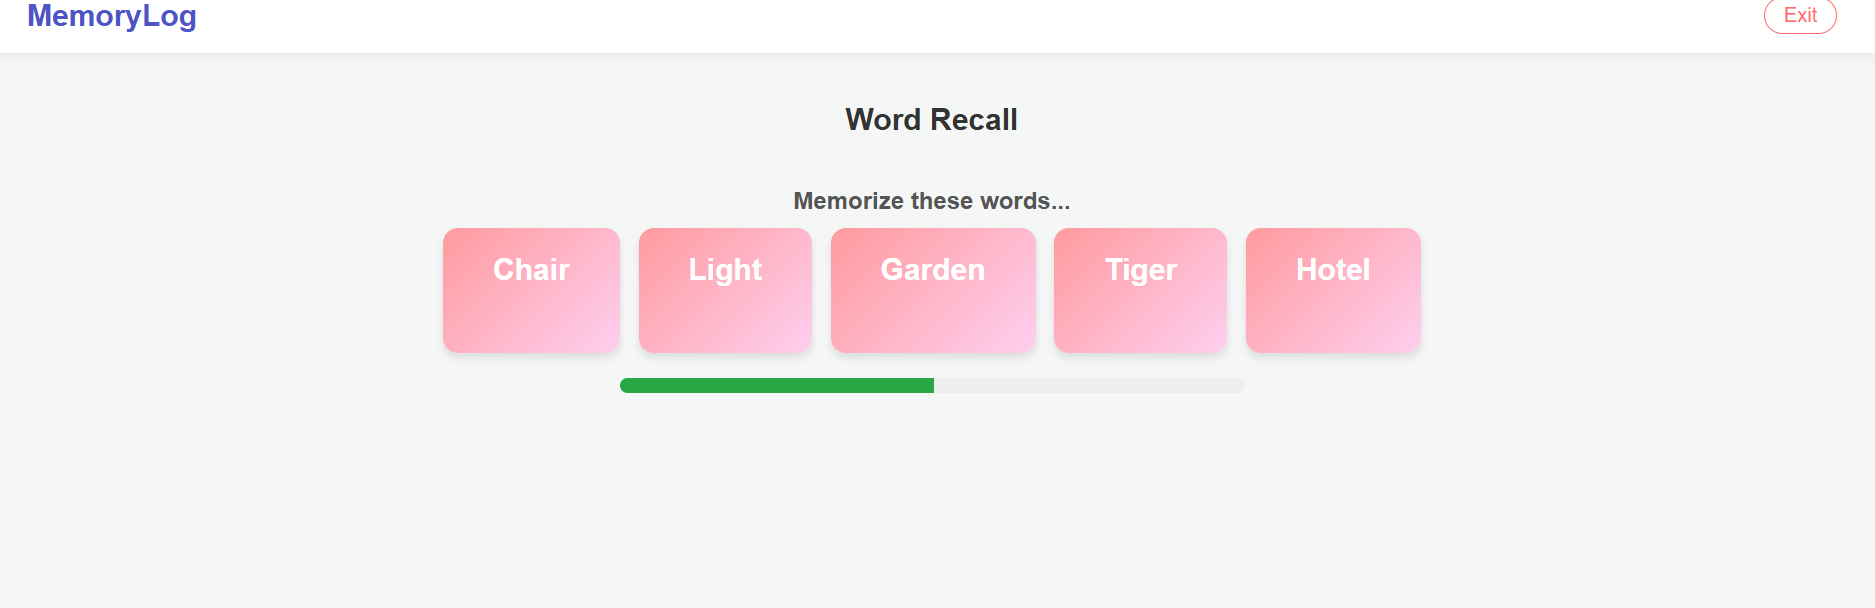 MemoryLog Exit
Word Recall
Memorize these words...
Chair Light Garden Tiger Hotel